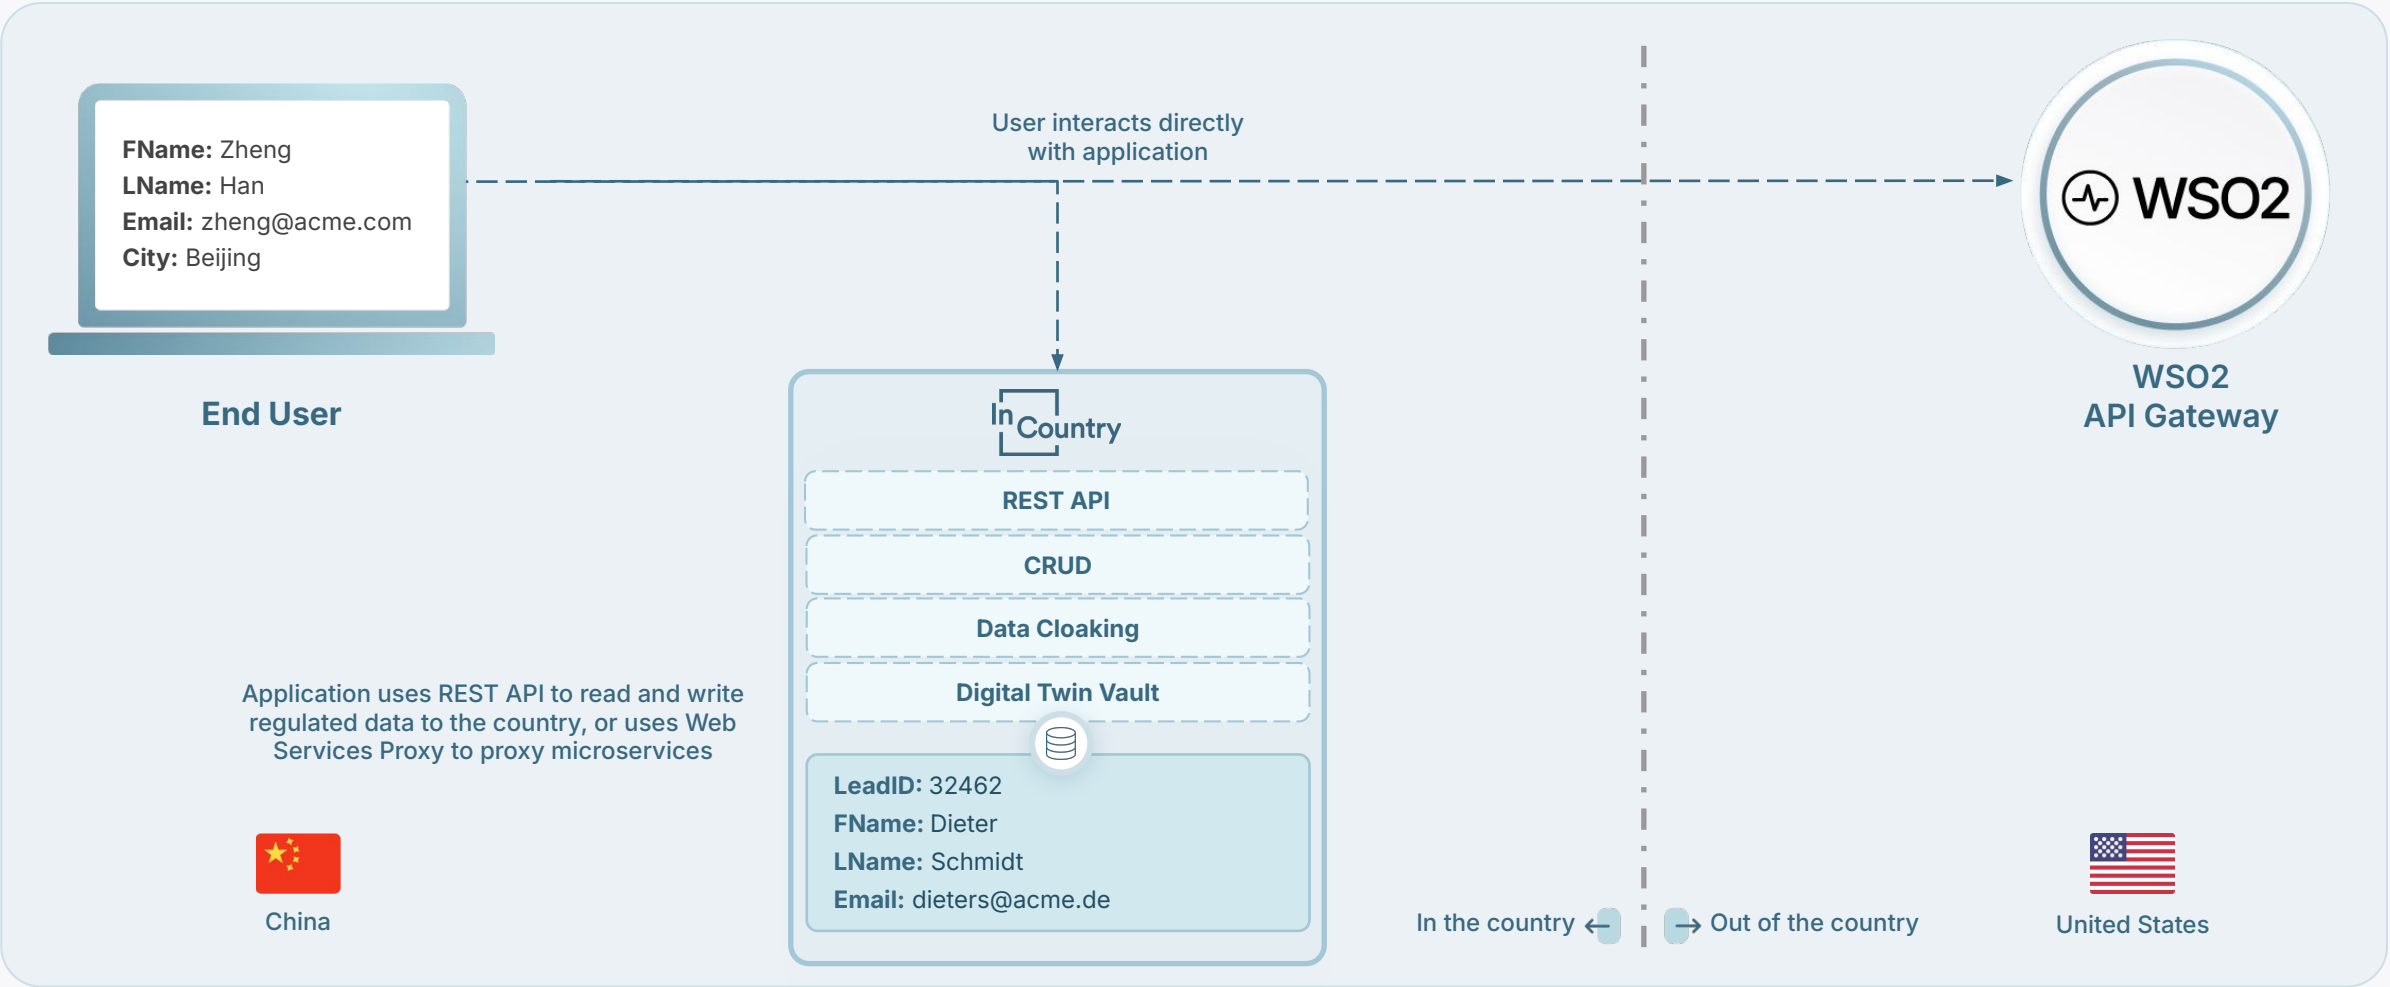 FName: Zheng
LName: Han
Email: zheng@acme.com
City: Beijing
End User
User interacts directly
with application
WSO2
WSO2
API Gateway
In
Country
REST API
CRUD
Data Cloaking
Digital Twin Vault
LeadID: 32462
FName: Dieter
LName: Schmidt
Email: dieters@acme.de
Application uses REST API to read and write
regulated data to the country, or uses Web
Services Proxy to proxy microservices
China
In the country
Out of the country
United States